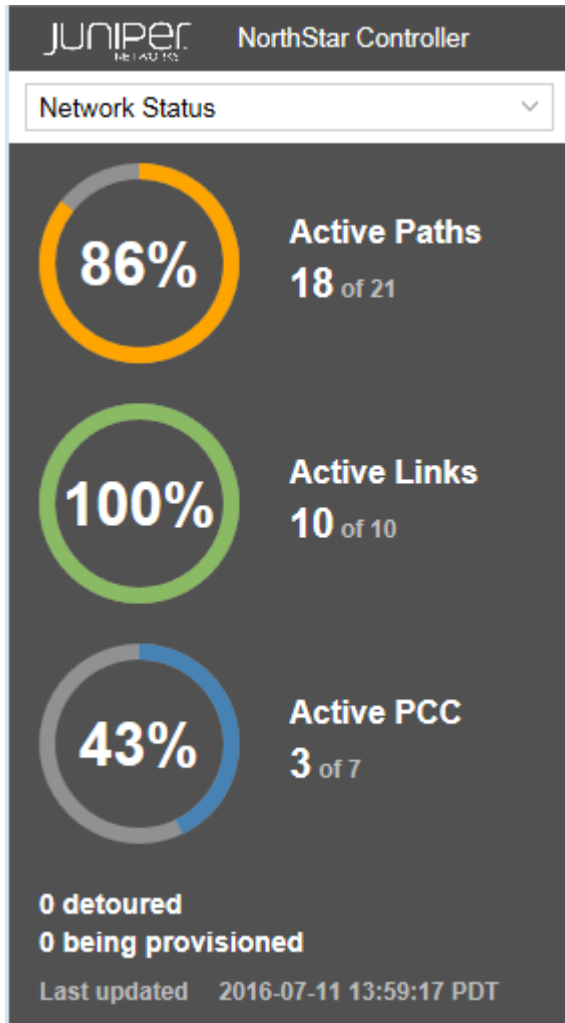 JUNIPEr
NETWORKS
NorthStar Controller
Network Status
86%
Active Paths
18 of 21
100%
Active Links
10 of 10
43%
Active PCC
3 of 7
0 detoured
0 being provisioned
Last updated 2016-07-11 13:59:17 PDT